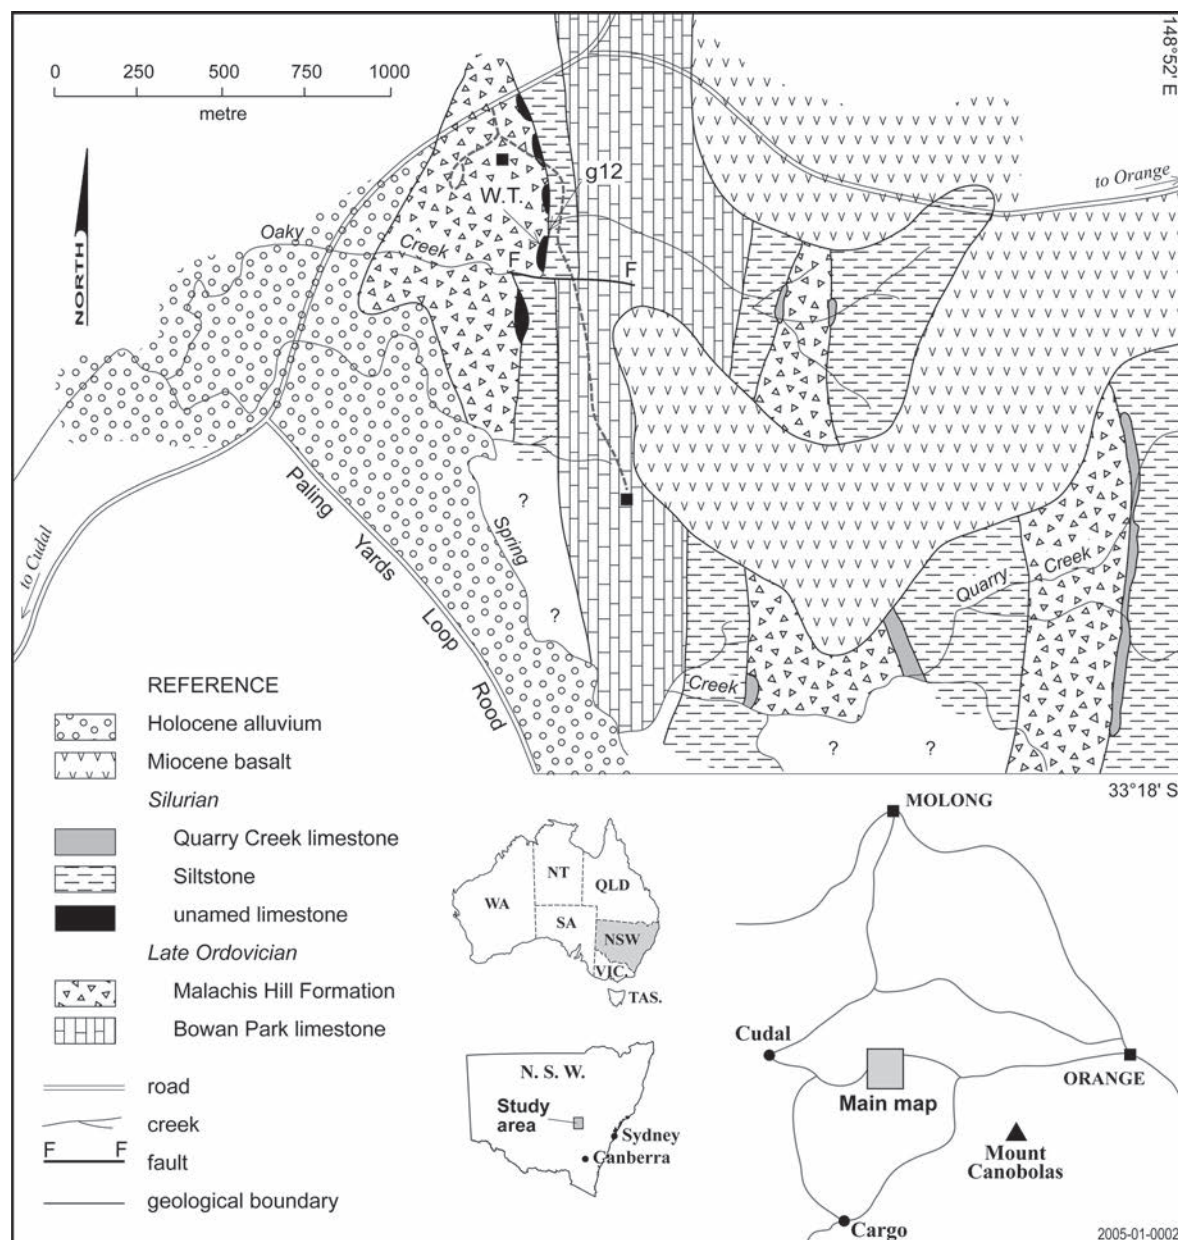 0 250 500 750 1000
metre
148°52' E
NORTH
g12
W.T.
to Orange
Oaky
Creek
F F
Paling
Yards
Loop
Road
Spring
Creek
to Cudal
?
?
Quarry
Creek
? ?
33°18' S
REFERENCE
Holocene alluvium
Miocene basalt
Silurian
Quarry Creek limestone
Siltstone
unamed limestone
Late Ordovician
Malachis Hill Formation
Bowan Park limestone
road
creek
F F
fault
geological boundary
WA
NT
QLD
SA
NSW
VIC.
TAS.
N. S. W.
Study
area
Sydney
Canberra
MOLONG
Cudal
ORANGE
Main map
Mount
Canobolas
Cargo
2005-01-0002